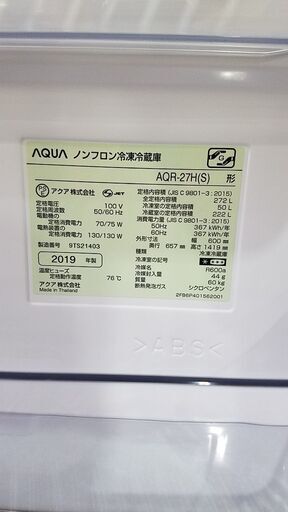 AQUA ノンフロン冷凍冷蔵庫
G
AQR-27H(S) 形
PS E アクア株式会社 JET
定格電圧 100 V
定格周波数 50/60 Hz
電動機の
定格消費電力 70/75 W
電熱装置の
定格消費電力 130/130 W
製造番号 9TS21403
2019 年製
温度ヒューズ
定格動作温度 76℃
アクア株式会社
Made in Thailand
定格内容積 (JIS C 9801-3:2015)
全定格内容積 272 L
冷凍室の定格内容積 50 L
冷蔵室の定格内容積 222 L
消費電力量 (JIS C 9801-3:2015)
50Hz 367 kWh/年
60Hz 367 kWh/年
外形寸法 幅 600 mm
奥行 657 mm 高さ 1419 mm
種類 冷凍冷蔵庫
冷凍室の記号
冷媒名 R600a
冷媒封入量 44 g
質量 60 kg
断熱発泡ガス シクロペンタン
2FB6P401562001
>ABS<